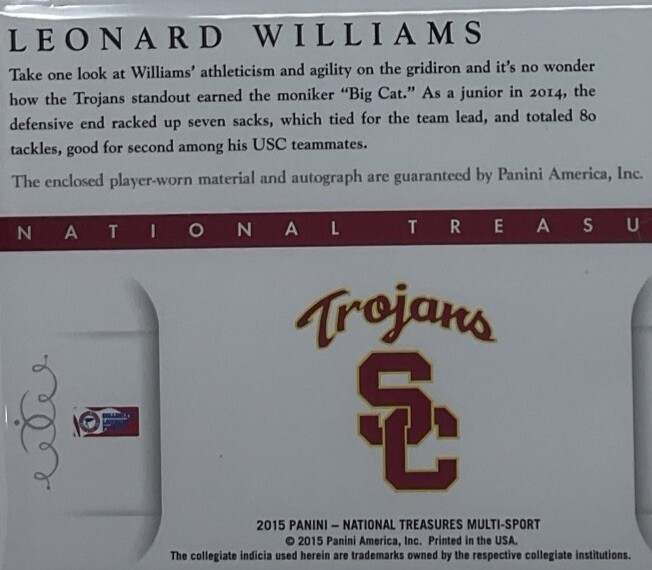 LEONARD WILLIAMS
Take one look at Williams' athleticism and agility on the gridiron and it's no wonder
how the Trojans standout earned the moniker “Big Cat.” As a junior in 2014, the
defensive end racked up seven sacks, which tied for the team lead, and totaled 80
tackles, good for second among his USC teammates.
The enclosed player-worn material and autograph are guaranteed by Panini America, Inc.
NATIONAL TREASU
Trojans
SC
2015 PANINI – NATIONAL TREASURES MULTI-SPORT
© 2015 Panini America, Inc. Printed in the USA.
The collegiate indicia used herein are trademarks owned by the respective collegiate institutions.